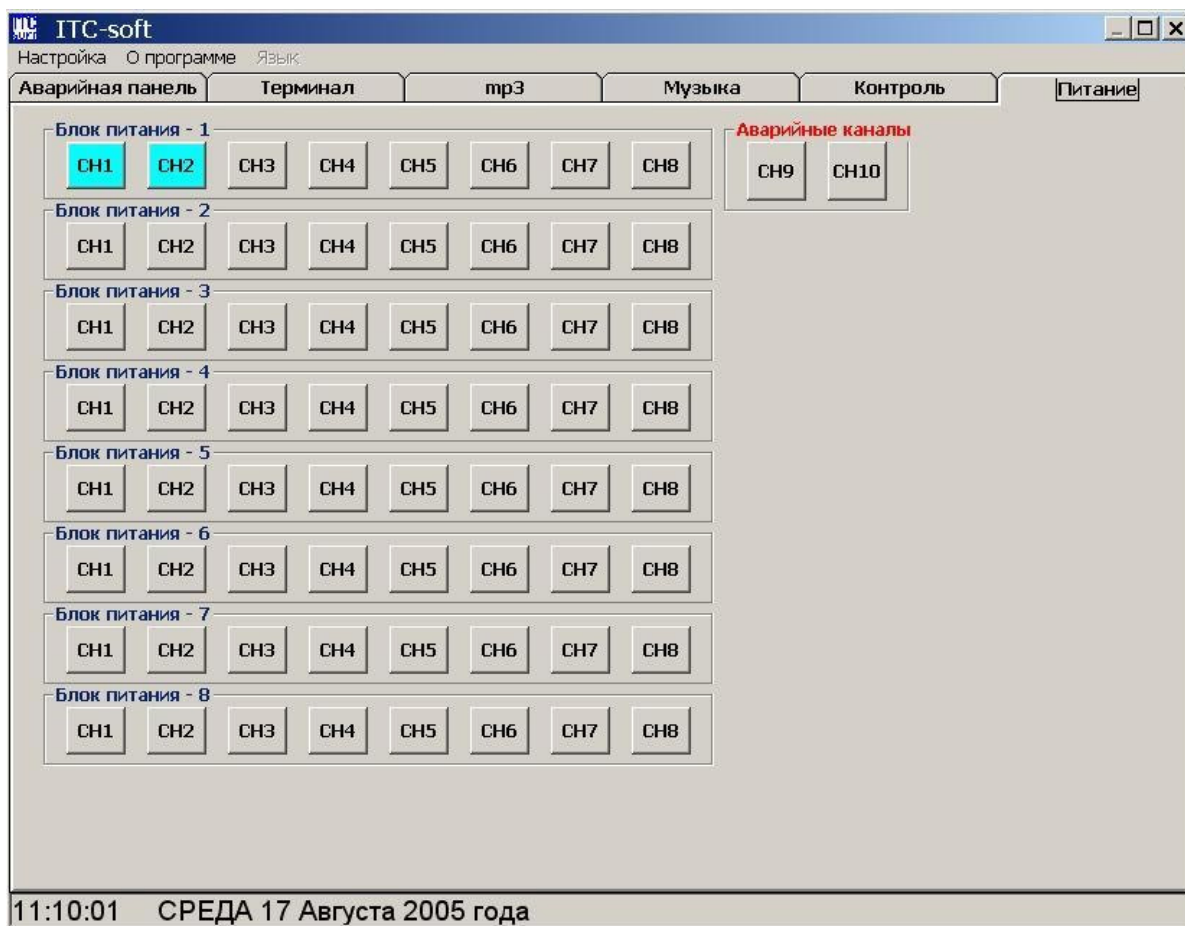 ITC-soft
Настройка О программе Язык
Аварийная панель Терминал mp3 Музыка Контроль Питание
Блок питания - 1
CH1 CH2 CH3 CH4 CH5 CH6 CH7 CH8
Аварийные каналы
CH9 CH10
Блок питания - 2
CH1 CH2 CH3 CH4 CH5 CH6 CH7 CH8
Блок питания - 3
CH1 CH2 CH3 CH4 CH5 CH6 CH7 CH8
Блок питания - 4
CH1 CH2 CH3 CH4 CH5 CH6 CH7 CH8
Блок питания - 5
CH1 CH2 CH3 CH4 CH5 CH6 CH7 CH8
Блок питания - 6
CH1 CH2 CH3 CH4 CH5 CH6 CH7 CH8
Блок питания - 7
CH1 CH2 CH3 CH4 CH5 CH6 CH7 CH8
Блок питания - 8
CH1 CH2 CH3 CH4 CH5 CH6 CH7 CH8
11:10:01 СРЕДА 17 Августа 2005 года